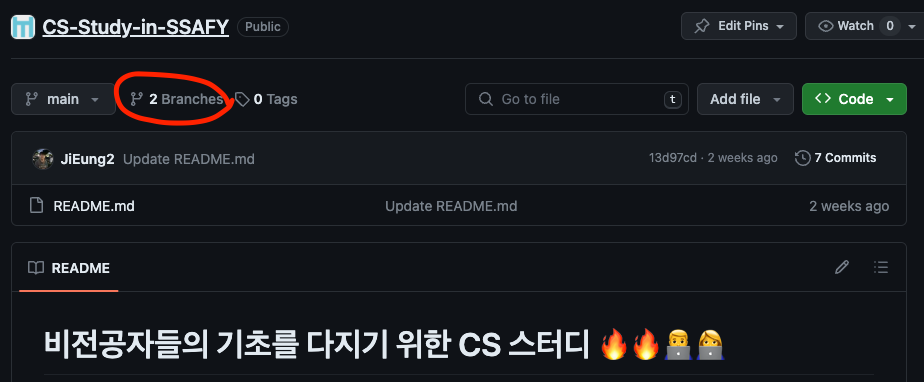 CS-Study-in-SSAFY Public Edit Pins Watch 0
main 2 Branches 0 Tags Go to file t Add file Code
JiEung2 Update README.md 13d97cd · 2 weeks ago 7 Commits
README.md Update README.md 2 weeks ago
README
비전공자들의 기초를 다지기 위한 CS 스터디 🔥🔥👨‍💻👩‍💻